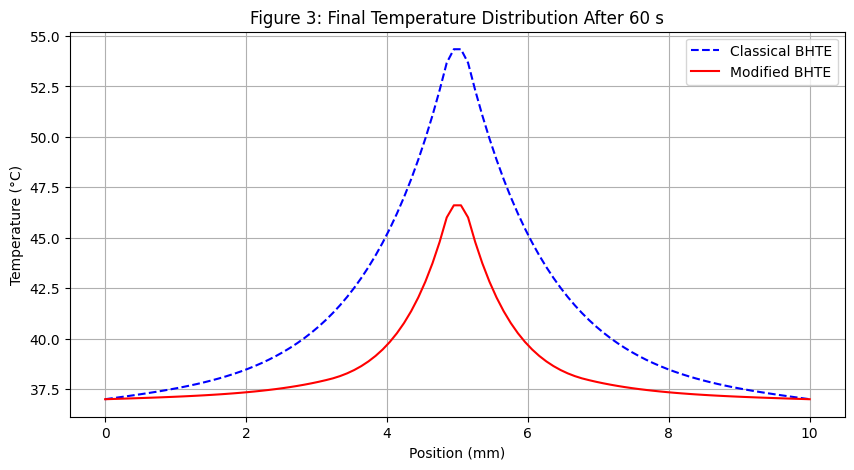 Figure 3: Final Temperature Distribution After 60 s
55.0
52.5
50.0
47.5
45.0
42.5
40.0
37.5
Temperature (°C)
Classical BHTE
Modified BHTE
0 2 4 6 8 10
Position (mm)